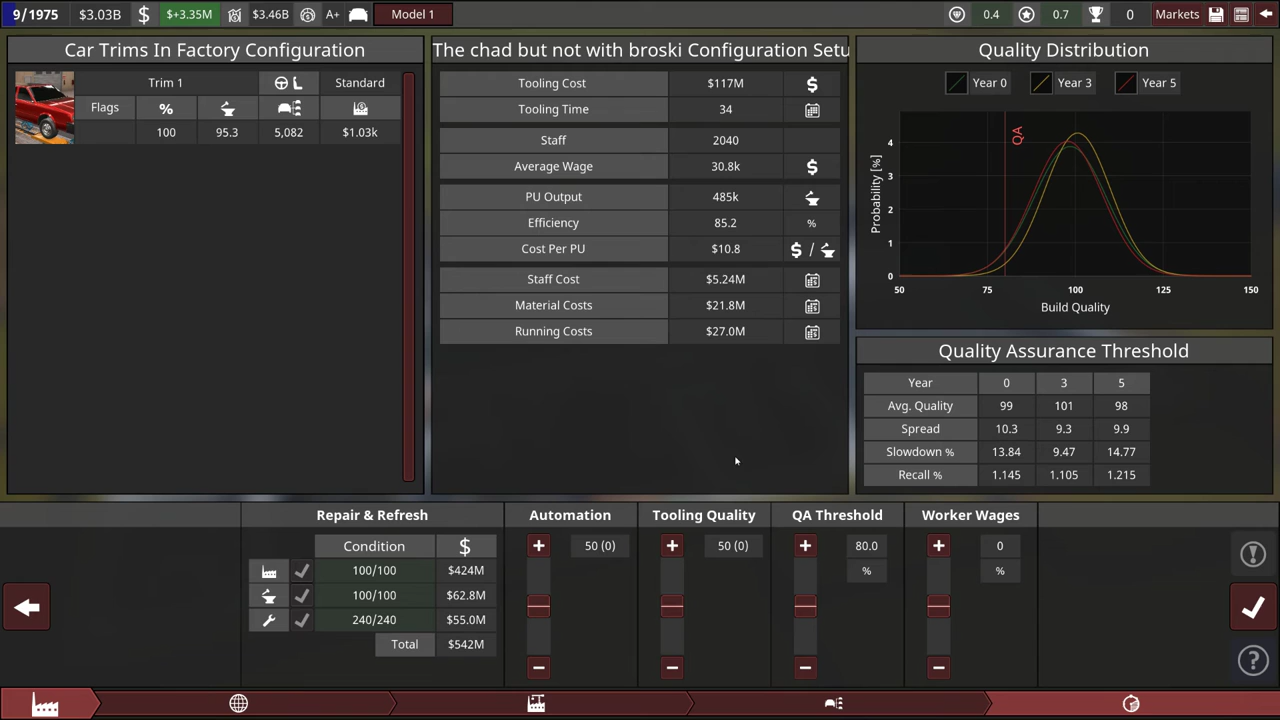 9/1975 $3.03B $+3.35M $3.46B A+ Model 1 0.4 0.7 0 Markets
Car Trims In Factory Configuration
Trim 1 Standard
Flags %
100 95.3 5,082 $1.03k
The chad but not with broski Configuration Setu
Tooling Cost $117M
Tooling Time 34
Staff 2040
Average Wage 30.8k
PU Output 485k
Efficiency 85.2 %
Cost Per PU $10.8 $ /
Staff Cost $5.24M
Material Costs $21.8M
Running Costs $27.0M
Quality Distribution
Year 0 Year 3 Year 5
QA
Probability [%]
4
3
2
1
0
50 75 100 125 150
Build Quality
Quality Assurance Threshold
Year 0 3 5
Avg. Quality 99 101 98
Spread 10.3 9.3 9.9
Slowdown % 13.84 9.47 14.77
Recall % 1.145 1.105 1.215
Repair & Refresh
Condition $
100/100 $424M
100/100 $62.8M
240/240 $55.0M
Total $542M
Automation
50 (0)
Tooling Quality
50 (0)
QA Threshold
80.0
%
Worker Wages
0
%